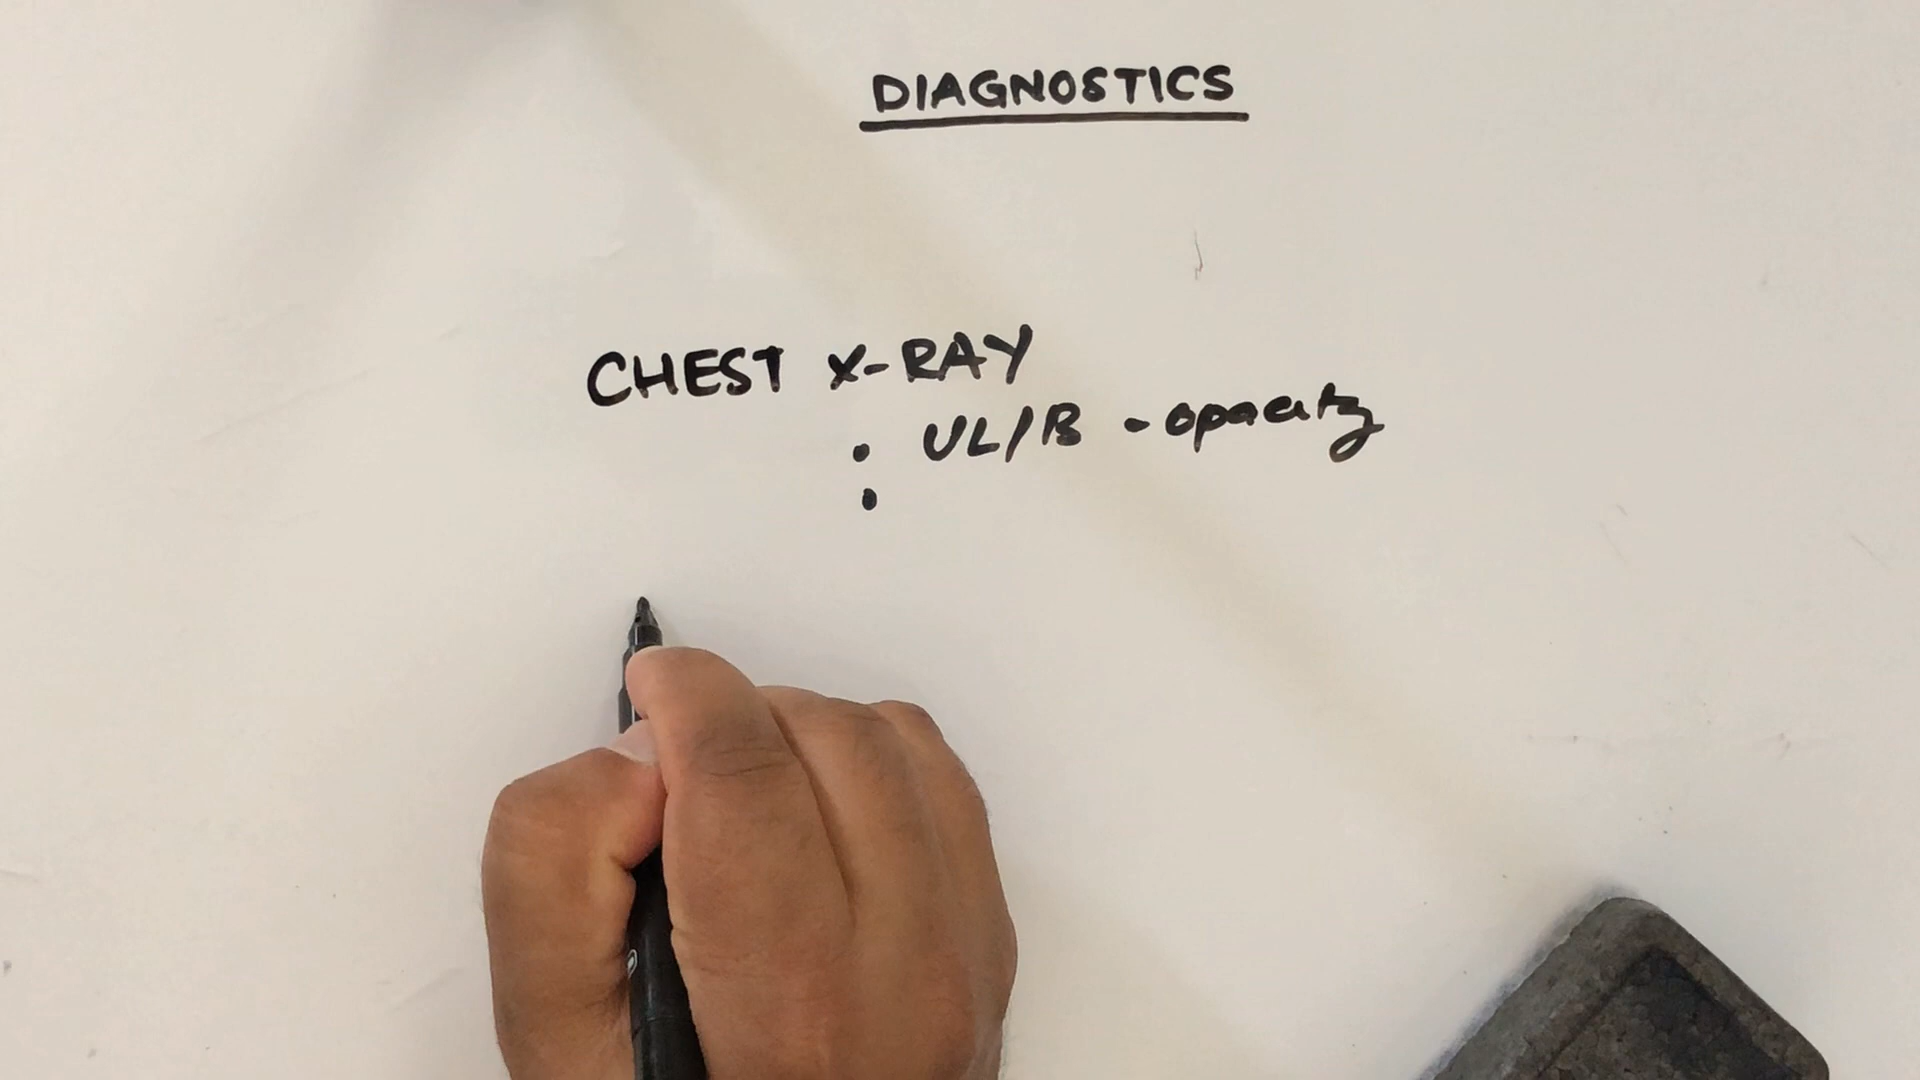 DIAGNOSTICS
CHEST X-RAY
• UL/B - opacity
•